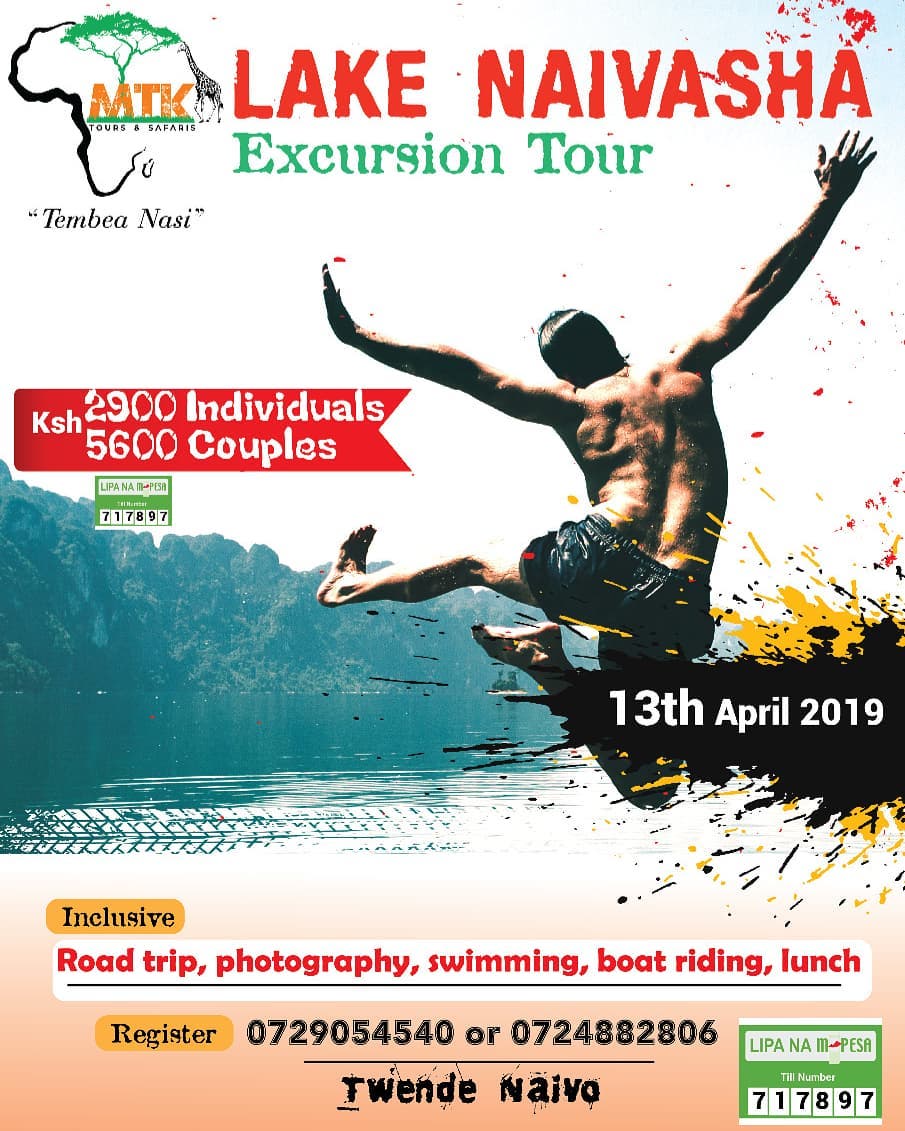 MTK
TOURS & SAFARIS
"Tembea Nasi"
LAKE NAIVASHA
Excursion Tour
Ksh 2900 Individuals
5600 Couples
LIPA NA M-PESA
Till Number
717897
13th April 2019
Inclusive
Road trip, photography, swimming, boat riding, lunch
Register 0729054540 or 0724882806
Twende Naivo
LIPA NA M-PESA
Till Number
717897